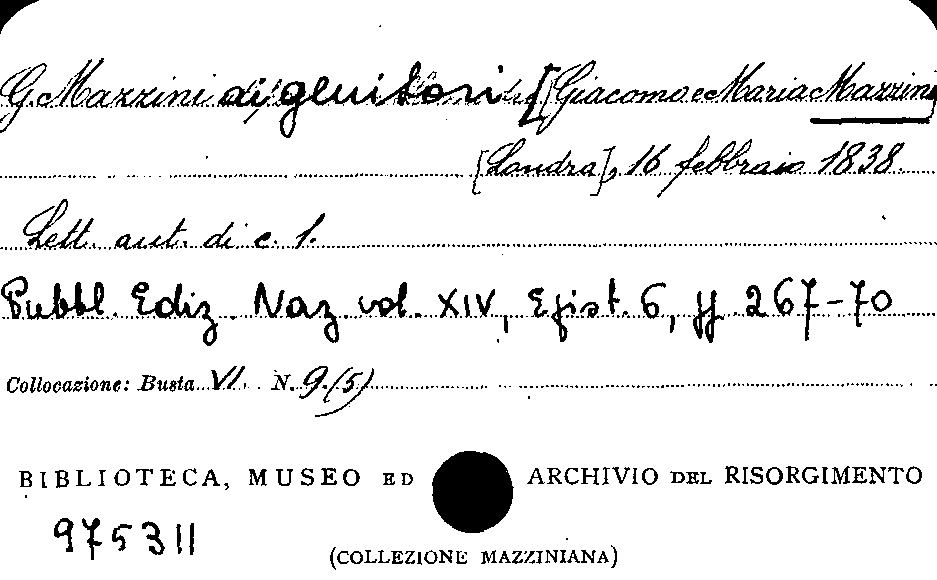 G. Mazzini ai genitori [Giacomo e Maria Mazzini
[Londra], 16 febbraio 1838.
Lett. aut. di c. 1.
Pubbl. Ediz. Naz. vol. XIV, Epist. 6, pp. 267-70
Collocazione: Busta VI. N. 9.(5)
BIBLIOTECA, MUSEO ED ARCHIVIO DEL RISORGIMENTO
975311
(COLLEZIONE MAZZINIANA)